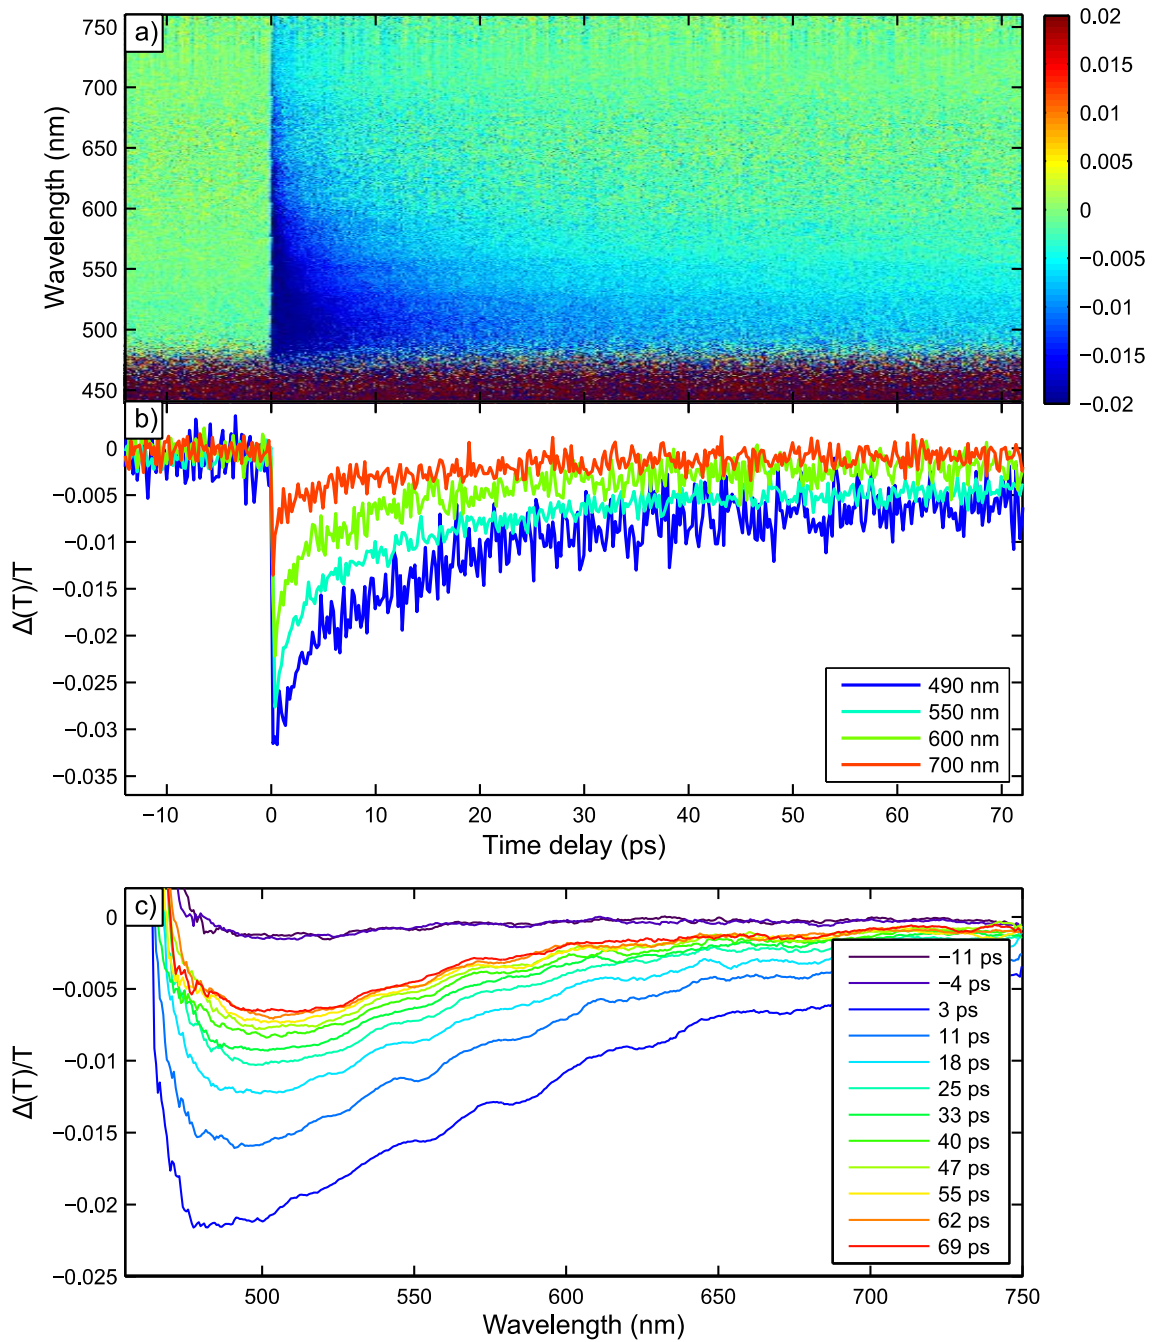 a)
Wavelength (nm)
750
700
650
600
550
500
450
0.02
0.015
0.01
0.005
0
−0.005
−0.01
−0.015
−0.02
b)
Δ(T)/T
0
−0.005
−0.01
−0.015
−0.02
−0.025
−0.03
−0.035
490 nm
550 nm
600 nm
700 nm
−10 0 10 20 30 40 50 60 70
Time delay (ps)
c)
Δ(T)/T
0
−0.005
−0.01
−0.015
−0.02
−0.025
−11 ps
−4 ps
3 ps
11 ps
18 ps
25 ps
33 ps
40 ps
47 ps
55 ps
62 ps
69 ps
500 550 600 650 700 750
Wavelength (nm)